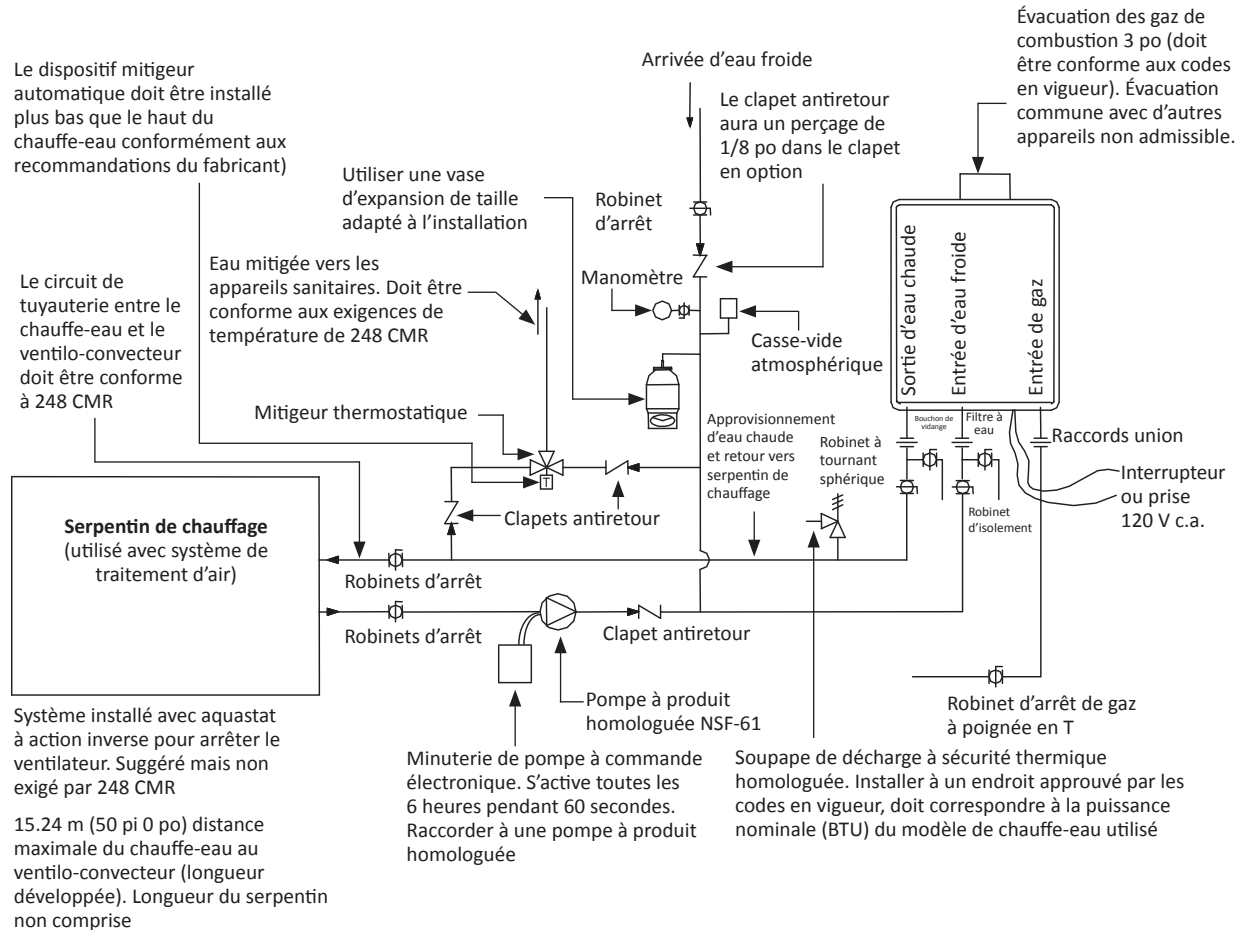 Évacuation des gaz de
combustion 3 po (doit
être conforme aux codes
en vigueur). Évacuation
commune avec d'autres
appareils non admissible.
Arrivée d'eau froide
Le dispositif mitigeur
automatique doit être installé
plus bas que le haut du
chauffe-eau conformément aux
recommandations du fabricant)
Le clapet antiretour
aura un perçage de
1/8 po dans le clapet
en option
Utiliser une vase
d'expansion de taille
adapté à l'installation
Robinet
d'arrêt
Le circuit de
tuyauterie entre le
chauffe-eau et le
ventilo-convecteur
doit être conforme
à 248 CMR
Eau mitigée vers les
appareils sanitaires. Doit être
conforme aux exigences de
température de 248 CMR
Manomètre
Casse-vide
atmosphérique
Sortie d'eau chaude
Entrée d'eau froide
Entrée de gaz
Mitigeur thermostatique
Approvisionnement
d'eau chaude
et retour vers
serpentin de
chauffage
Bouchon de
vidange
Filtre à
eau
Raccords union
Robinet à
tournant
sphérique
Interrupteur
ou prise
120 V c.a.
T
Clapets antiretour
Robinet
d'isolement
Serpentin de chauffage
(utilisé avec système de
traitement d'air)
Robinets d'arrêt
Robinets d'arrêt
Clapet antiretour
Pompe à produit
homologuée NSF-61
Robinet d'arrêt de gaz
à poignée en T
Système installé avec aquastat
à action inverse pour arrêter le
ventilateur. Suggéré mais non
exigé par 248 CMR
15.24 m (50 pi 0 po) distance
maximale du chauffe-eau au
ventilo-convecteur (longueur
développée). Longueur du serpentin
non comprise
Minuterie de pompe à commande
électronique. S'active toutes les
6 heures pendant 60 secondes.
Raccorder à une pompe à produit
homologuée
Soupape de décharge à sécurité thermique
homologuée. Installer à un endroit approuvé par les
codes en vigueur, doit correspondre à la puissance
nominale (BTU) du modèle de chauffe-eau utilisé